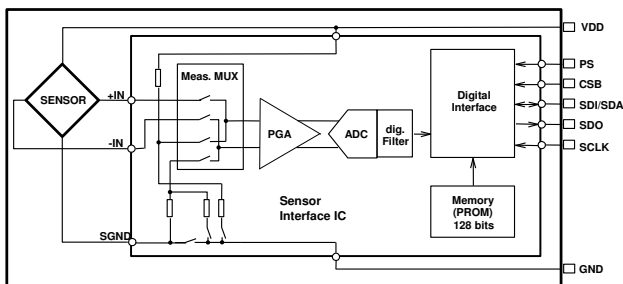 VDD
PS
CSB
SDI/SDA
SDO
SCLK
GND
SENSOR
+IN
-IN
SGND
Meas. MUX
PGA
ADC
dig.
Filter
Digital
Interface
Memory
(PROM)
128 bits
Sensor
Interface IC